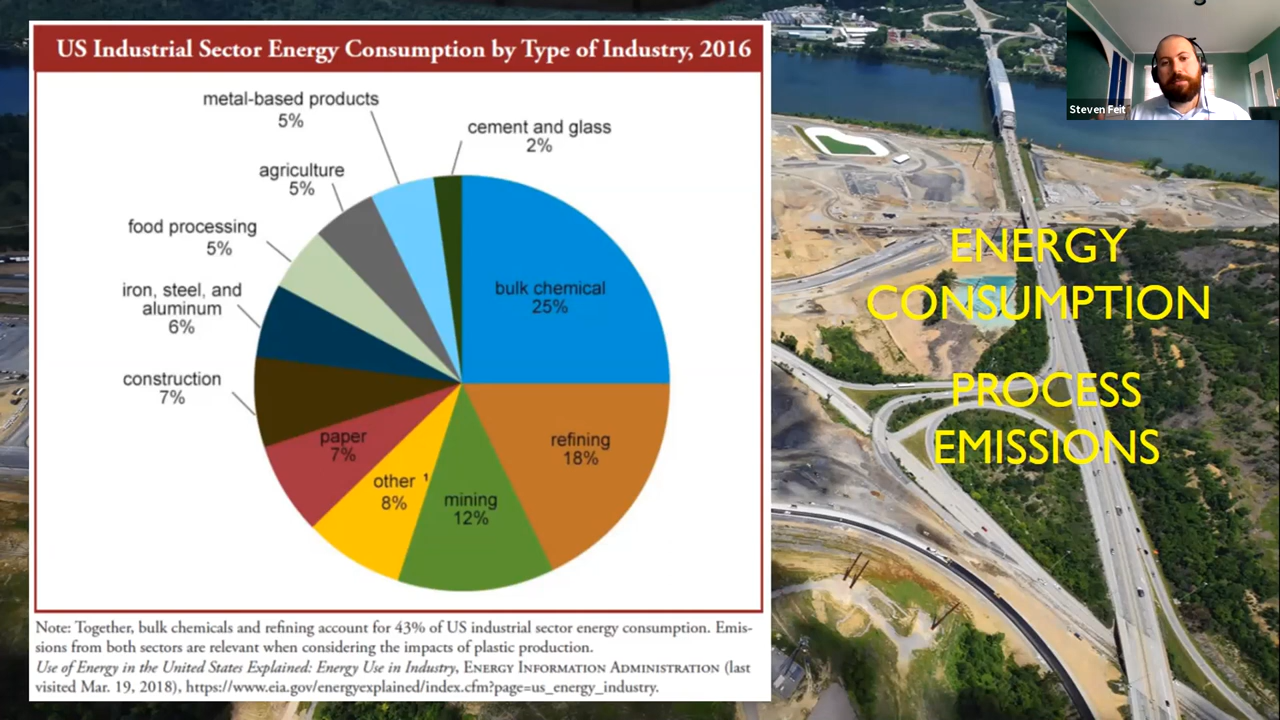 US Industrial Sector Energy Consumption by Type of Industry, 2016
metal-based products
5%
cement and glass
2%
agriculture
5%
food processing
5%
iron, steel, and
aluminum
6%
construction
7%
paper
7%
other ¹
8%
mining
12%
refining
18%
bulk chemical
25%
Note: Together, bulk chemicals and refining account for 43% of US industrial sector energy consumption. Emis-
sions from both sectors are relevant when considering the impacts of plastic production.
Use of Energy in the United States Explained: Energy Use in Industry, ENERGY INFORMATION ADMINISTRATION (last
visited Mar. 19, 2018), https://www.eia.gov/energyexplained/index.cfm?page=us_energy_industry.
ENERGY
CONSUMPTION
PROCESS
EMISSIONS
Steven Feit